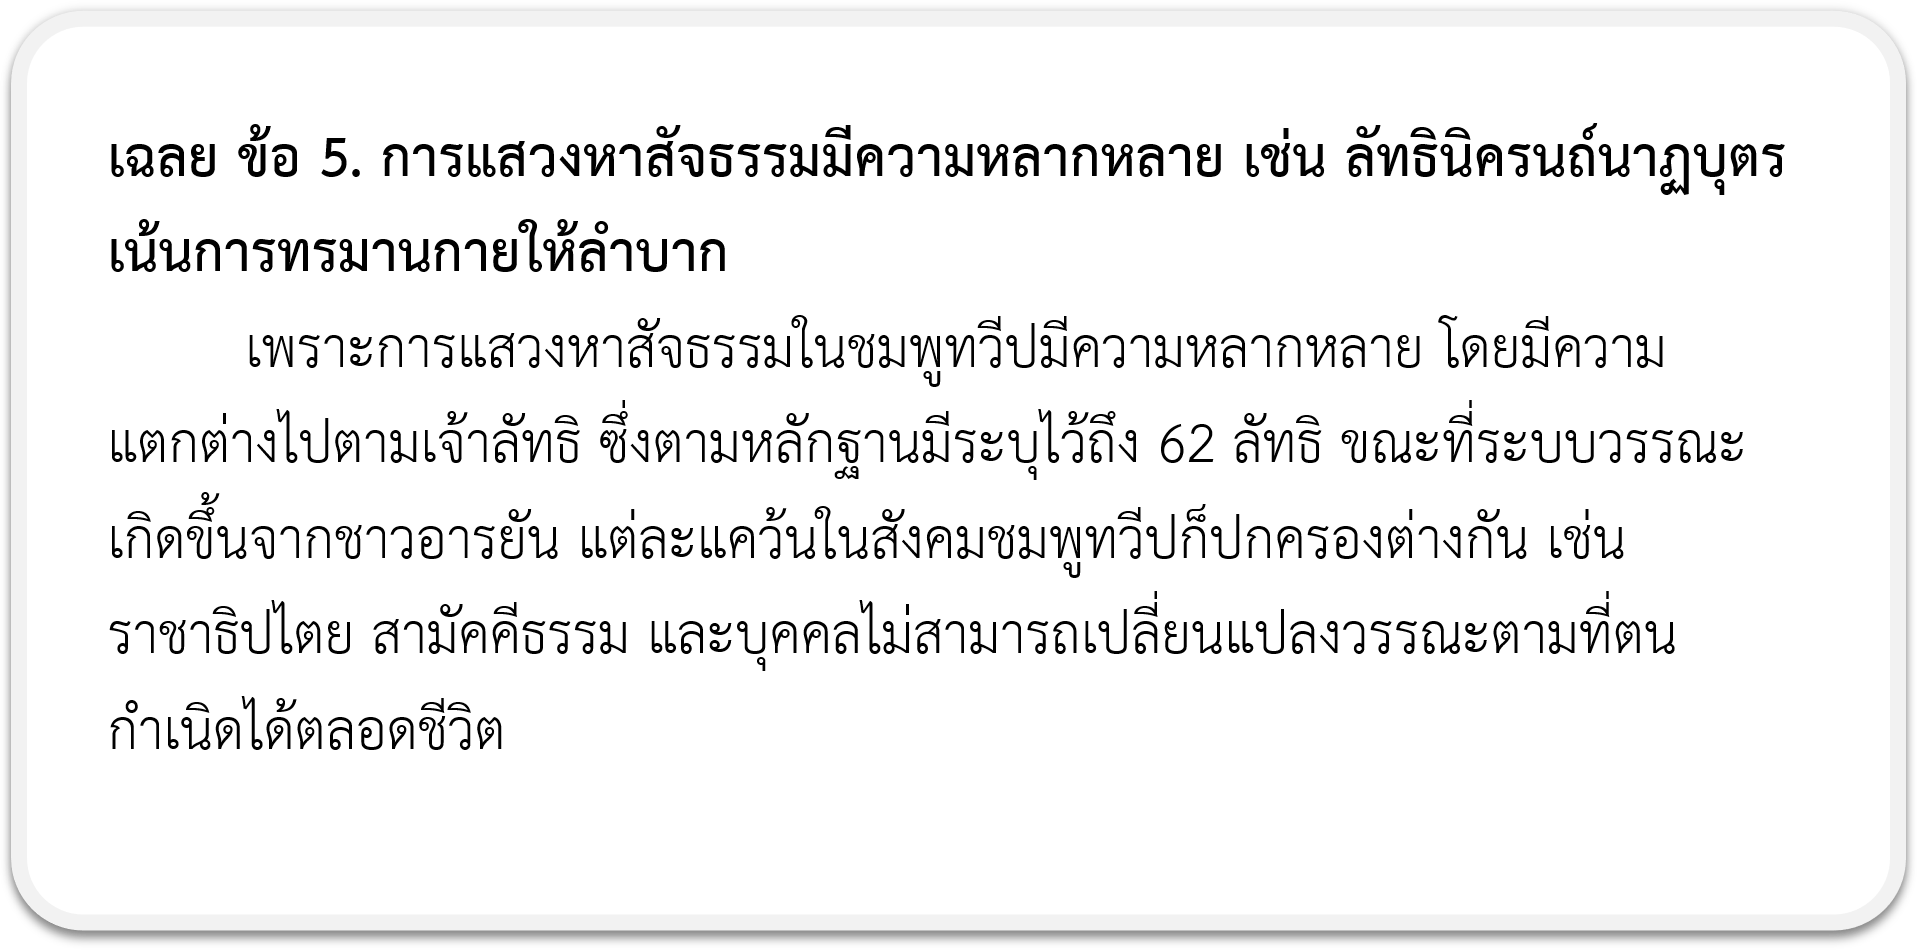 เฉลย ข้อ 5. การแสวงหาสัจธรรมมีความหลากหลาย เช่น ลัทธินิครนถ์นาฏบุตร
เน้นการทรมานกายให้ลำบาก
เพราะการแสวงหาสัจธรรมในชมพูทวีปมีความหลากหลาย โดยมีความ
แตกต่างไปตามเจ้าลัทธิ ซึ่งตามหลักฐานมีระบุไว้ถึง 62 ลัทธิ ขณะที่ระบบวรรณะ
เกิดขึ้นจากชาวอารยัน แต่ละแคว้นในสังคมชมพูทวีปก็ปกครองต่างกัน เช่น
ราชาธิปไตย สามัคคีธรรม และบุคคลไม่สามารถเปลี่ยนแปลงวรรณะตามที่ตน
กำเนิดได้ตลอดชีวิต